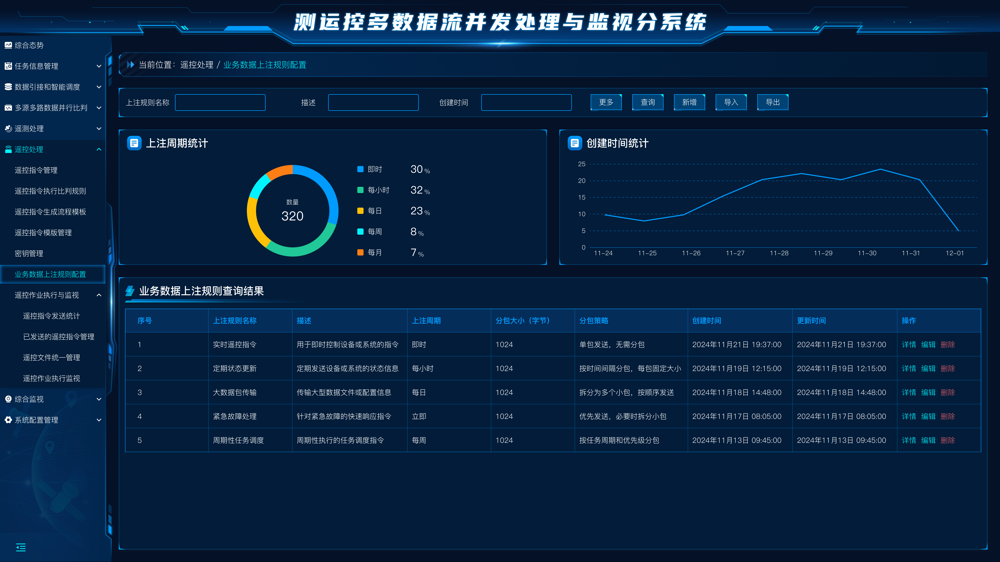 测运控多数据流并发处理与监视分系统
综合态势
任务信息管理
数据引接和智能调度
多源多路数据并行比判
遥测处理
遥控处理
遥控指令管理
遥控指令执行比判规则
遥控指令生成流程模板
遥控指令模版管理
密钥管理
业务数据上注规则配置
遥控作业执行与监视
遥控指令发送统计
已发送的遥控指令管理
遥控文件统一管理
遥控作业执行监视
综合监视
系统配置管理
当前位置：遥控处理 / 业务数据上注规则配置
上注规则名称 描述 创建时间 更多 查询 新增 导入 导出
上注周期统计
数量
320
即时 30 %
每小时 32 %
每日 23 %
每周 8 %
每月 7 %
创建时间统计
25
20
15
10
5
0
11-24 11-25 11-26 11-27 11-28 11-29 11-30 11-31 12-01
业务数据上注规则查询结果
序号 上注规则名称 描述 上注周期 分包大小（字节） 分包策略 创建时间 更新时间 操作
1 实时遥控指令 用于即时控制设备或系统的指令 即时 1024 单包发送，无需分包 2024年11月21日 19:37:00 2024年11月21日 19:37:00 详情 编辑 删除
2 定期状态更新 定期发送设备或系统的状态信息 每小时 1024 按时间间隔分包，每包固定大小 2024年11月19日 12:15:00 2024年11月19日 12:15:00 详情 编辑 删除
3 大数据包传输 传输大型数据文件或配置信息 每日 1024 拆分为多个小包，按顺序发送 2024年11月18日 14:48:00 2024年11月18日 14:48:00 详情 编辑 删除
4 紧急故障处理 针对紧急故障的快速响应指令 立即 1024 优先发送，必要时拆分小包 2024年11月17日 08:05:00 2024年11月17日 08:05:00 详情 编辑 删除
5 周期性任务调度 周期性执行的任务调度指令 每周 1024 按任务周期和优先级分包 2024年11月13日 09:45:00 2024年11月13日 09:45:00 详情 编辑 删除